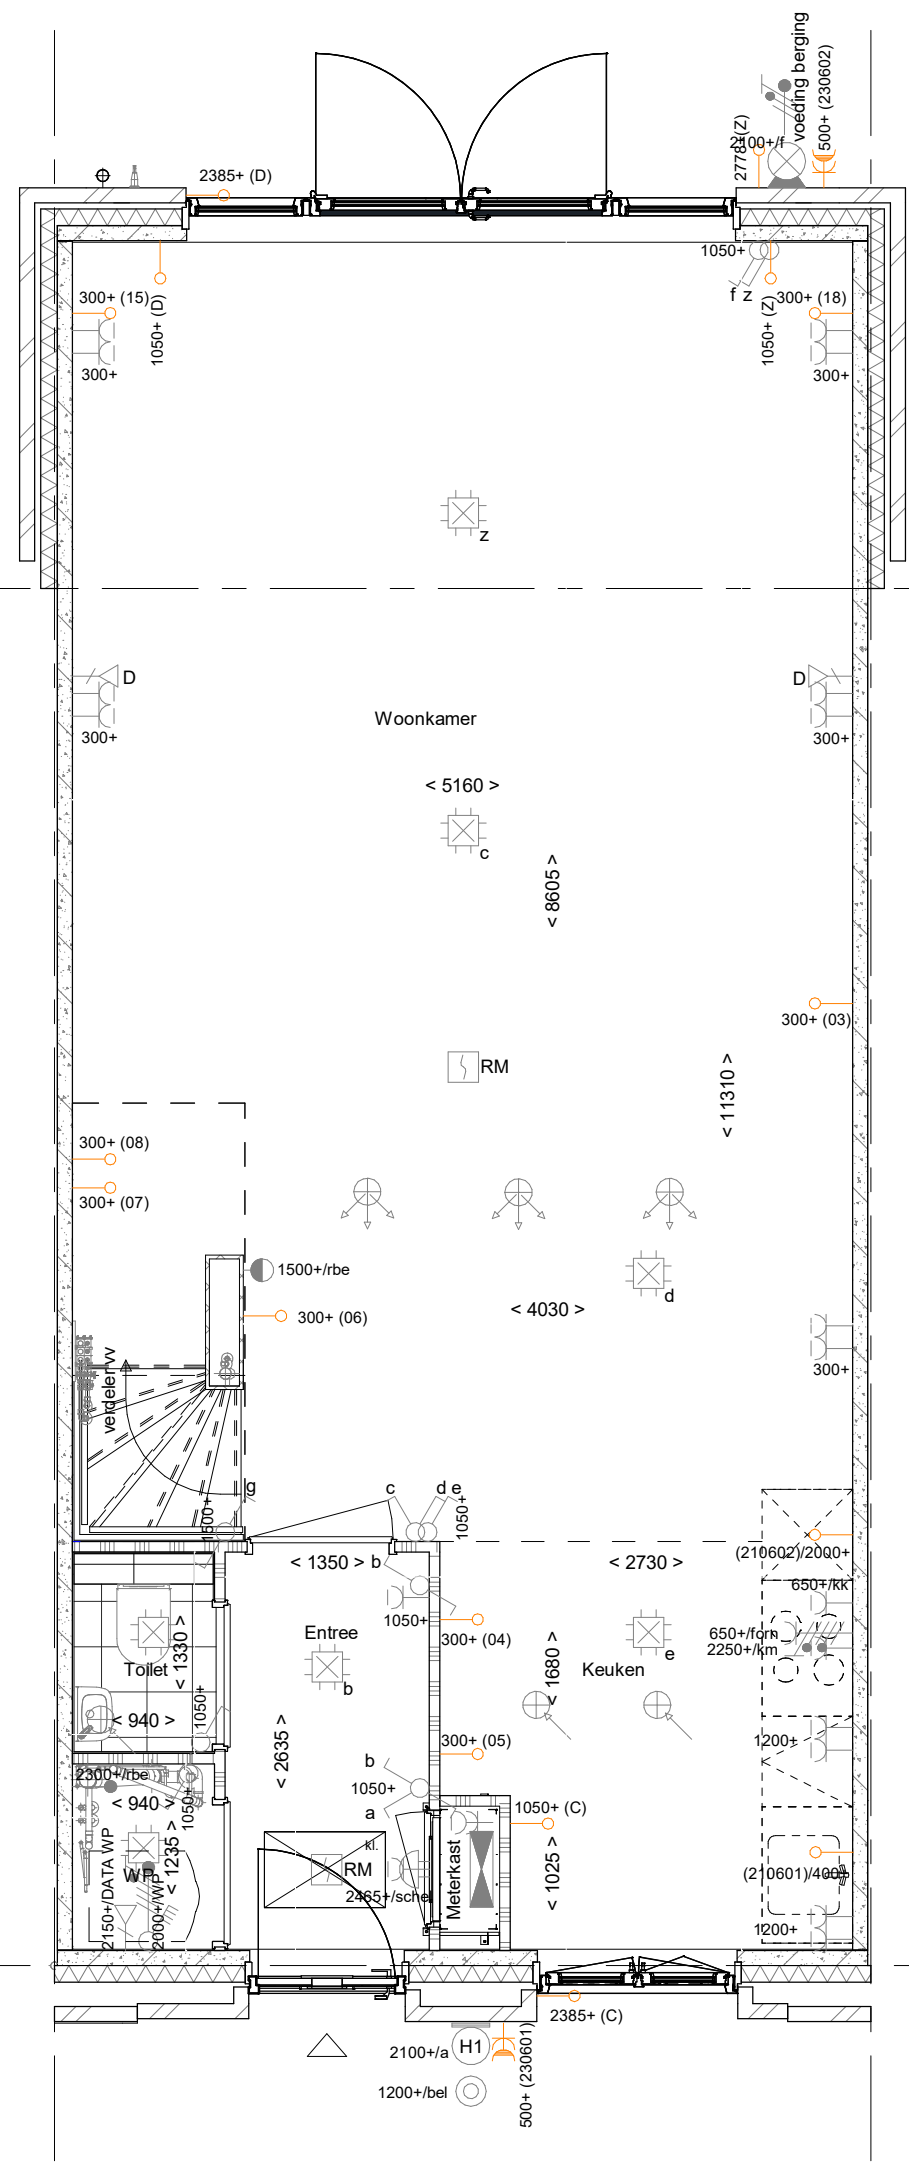 voeding berging
500+ (230602)
2778+(Z)
2100+/f
2385+ (D)
1050+
f z
300+ (15)
1050+ (D)
300+
1050+ (Z)
300+ (18)
300+
z
D
300+
D
300+
Woonkamer
< 5160 >
c
< 8605 >
300+ (03)
RM
< 11310 >
300+ (08)
300+ (07)
1500+/rbe
d
300+ (06)
< 4030 >
300+
verdeler vv
g
1500+
c
d e
1050+
< 1350 >
b
1050+
< 2730 >
(210602)/2000+
650+/kk
650+/forn
2250+/km
300+ (04)
Entree
b
Toilet
< 1330 >
< 940 >
1050+
< 1680 >
e
Keuken
< 2635 >
300+ (05)
1200+
b
1050+
a
2300+/rbe
< 940 >
1050+
1050+ (C)
kl.
RM
2465+/schel
Meterkast
< 1025 >
(210601)/400+
WP
< 1235 >
2150+/DATA WP
2000+/WP
1200+
2385+ (C)
2100+/a
H1
500+ (230601)
1200+/bel